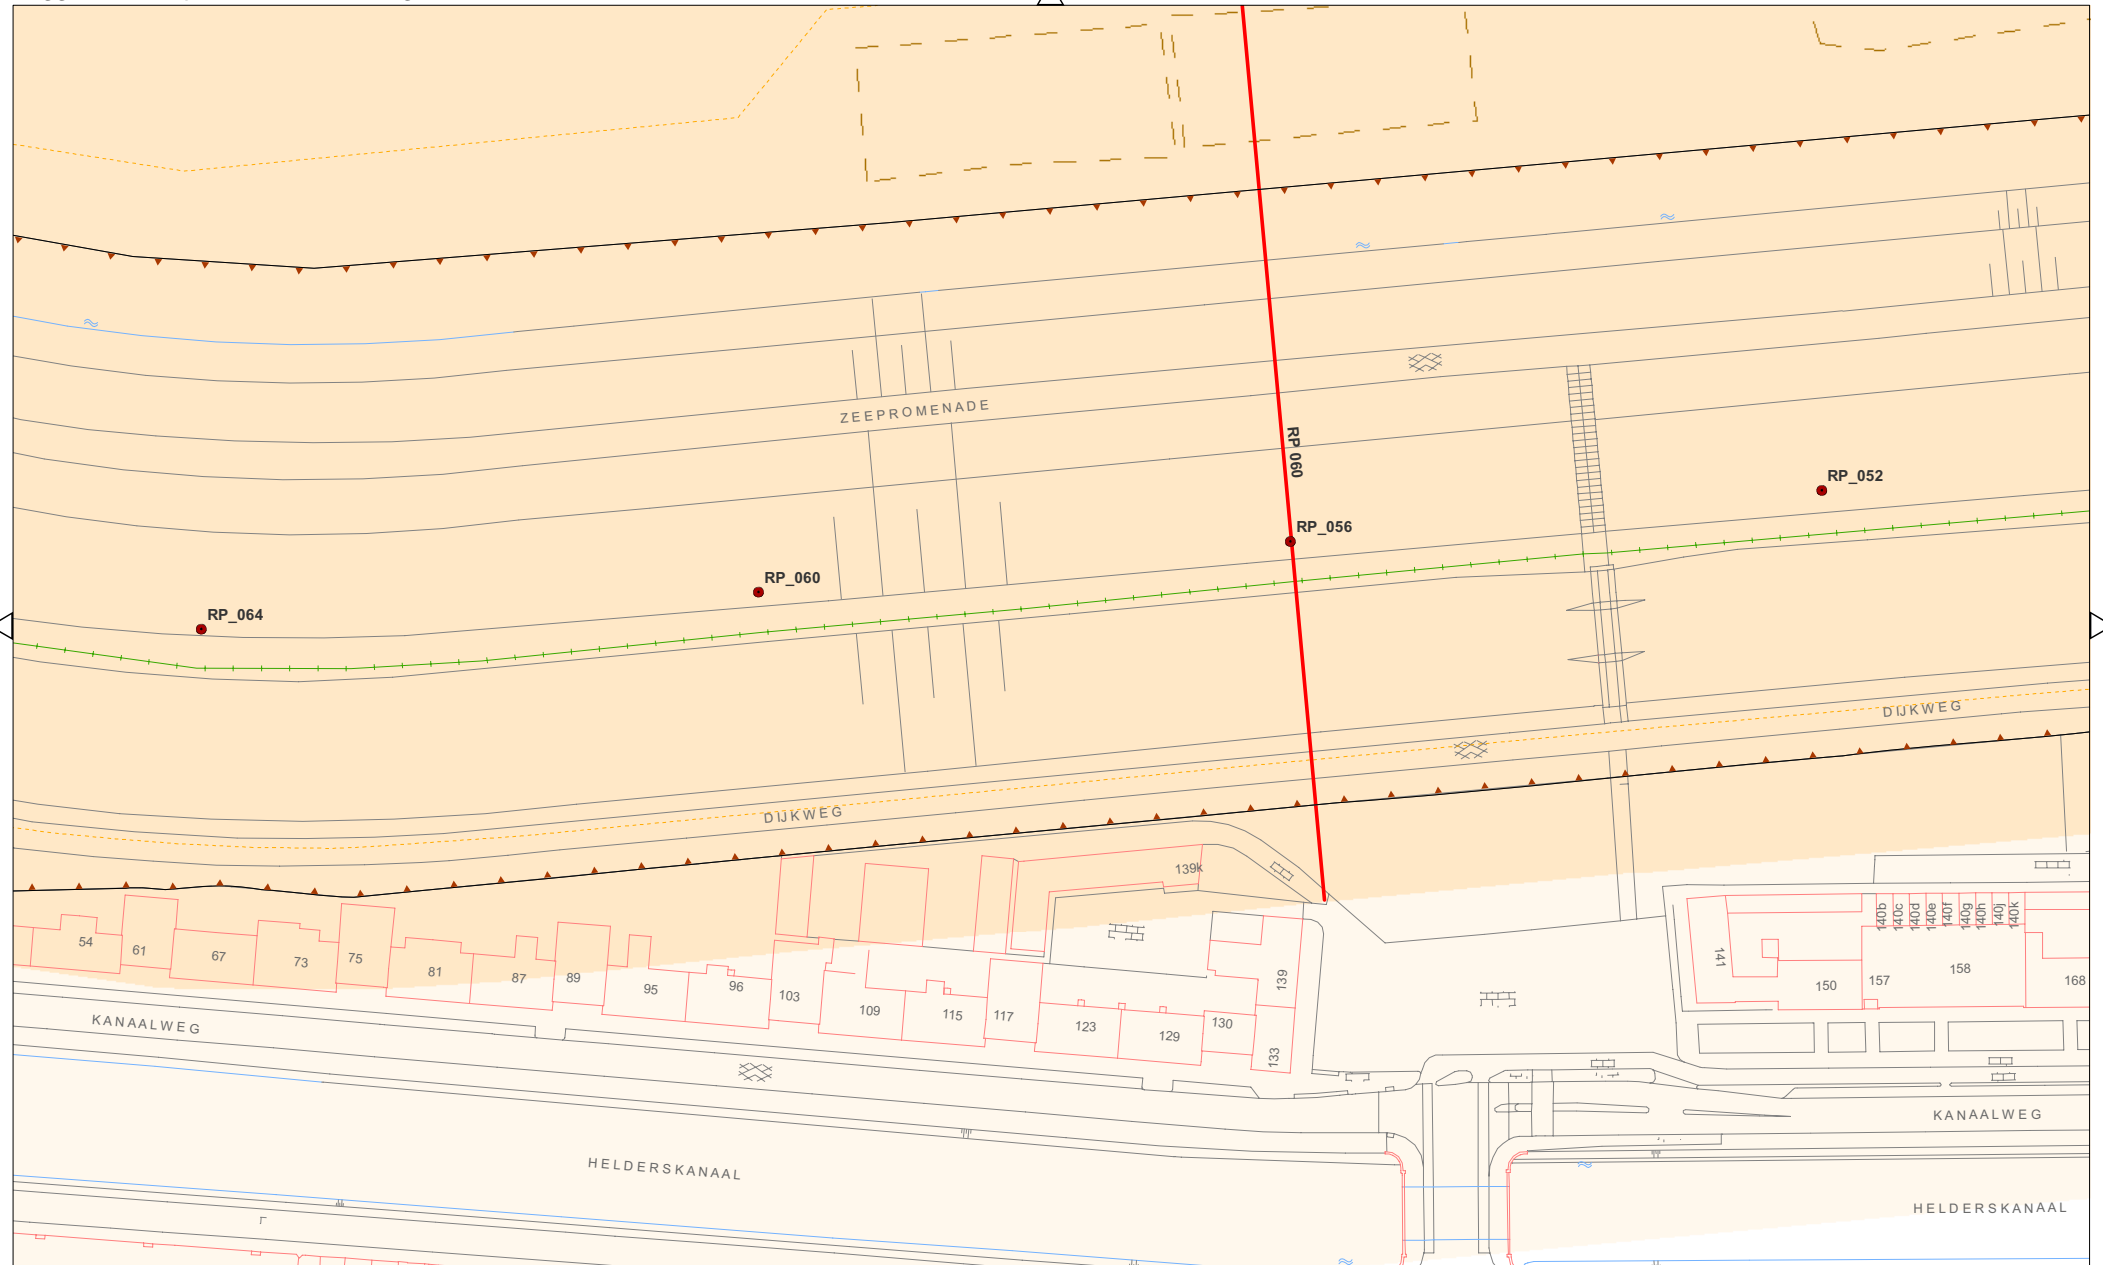 ZEEPROMENADE
RP 060
RP_052
RP_056
RP_060
RP_064
DIJKWEG
DIJKWEG
139k
54
61
67
73
75
81
87
89
95
96
103
109
115
117
123
129
130
133
139
140b
140c
140d
140e
140f
140g
140h
140j
140k
141
150
157
158
168
KANAALWEG
KANAALWEG
HELDERSKANAAL
HELDERSKANAAL